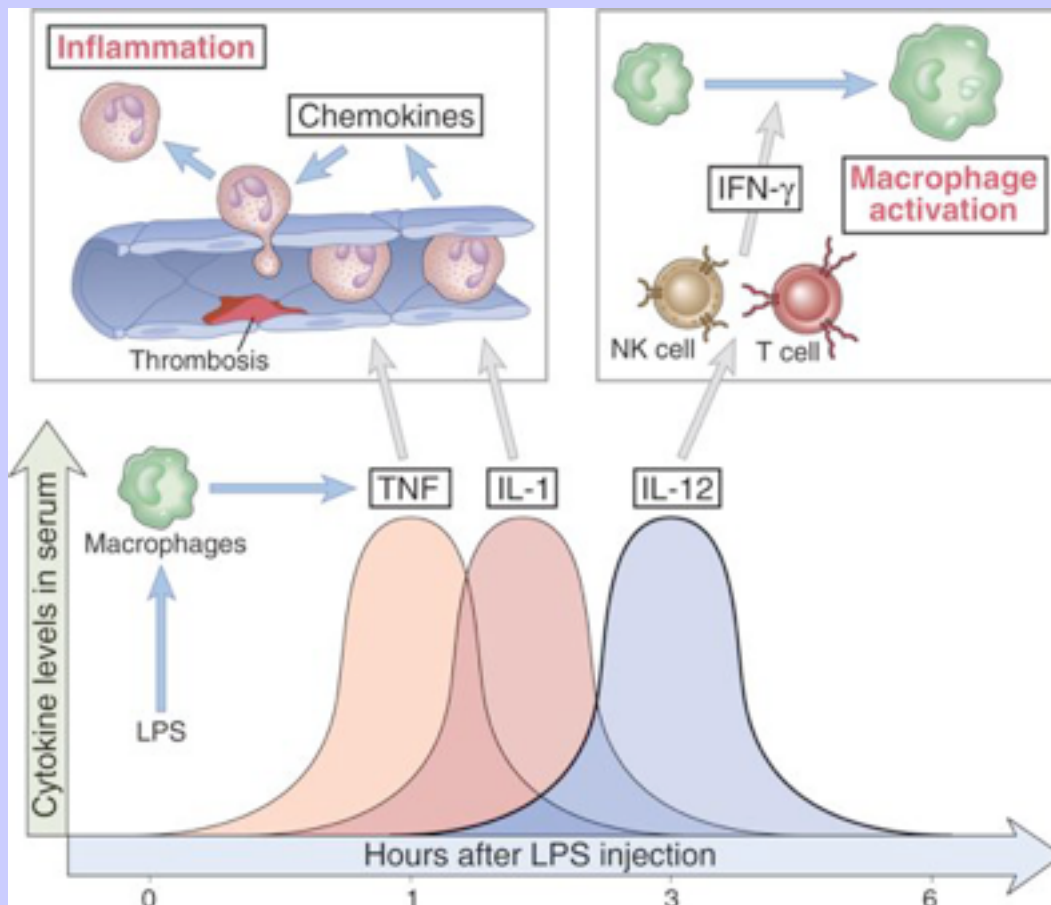 Inflammation
Chemokines
Thrombosis
IFN-γ
Macrophage
activation
NK cell
T cell
TNF
IL-1
IL-12
Macrophages
LPS
Cytokine levels in serum
Hours after LPS injection
0 1 3 6